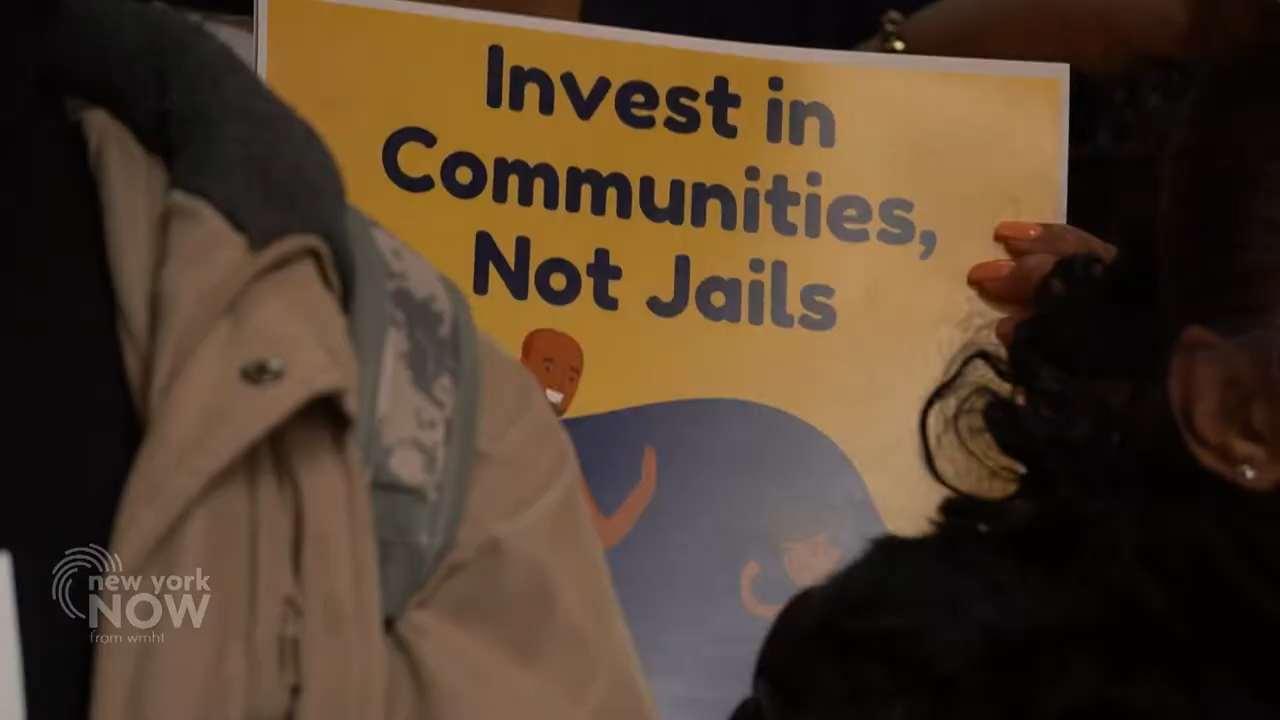 Invest in
Communities,
Not Jails
new york
NOW
from wmht